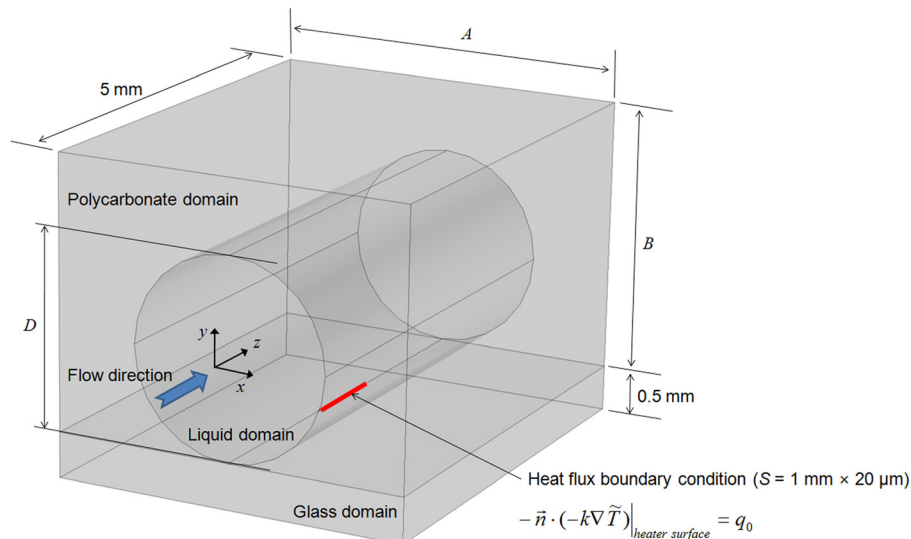 A
5 mm
Polycarbonate domain
B
D
y
z
x
Flow direction
0.5 mm
Liquid domain
Heat flux boundary condition (S = 1 mm × 20 μm)
Glass domain
−n⃗·(−k∇T̃)|heater surface = q₀